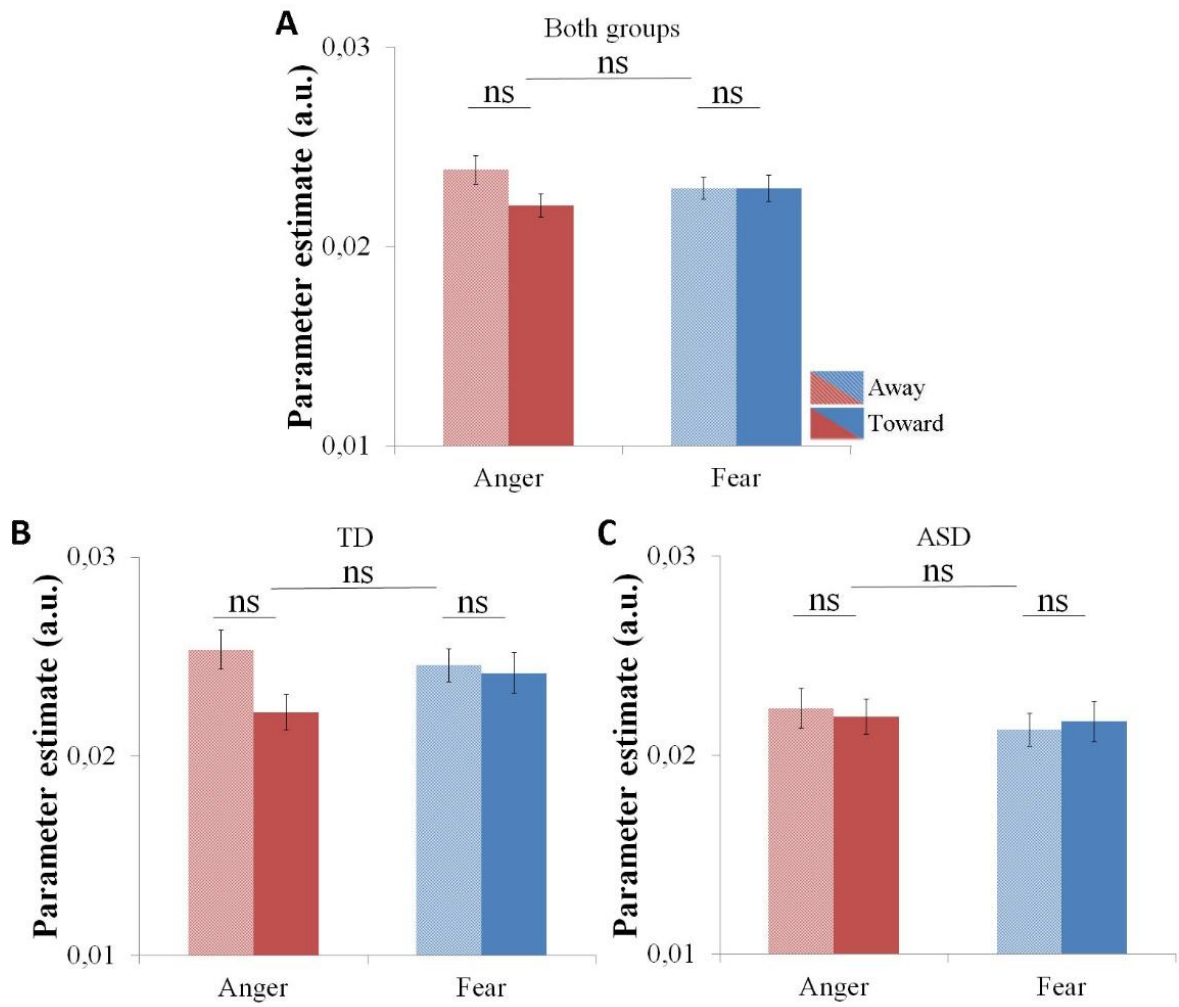 A
Both groups
Parameter estimate (a.u.)
0,03
0,02
0,01
ns
ns
ns
Away
Toward
Anger
Fear
B
TD
Parameter estimate (a.u.)
0,03
0,02
0,01
ns
ns
ns
Anger
Fear
C
ASD
Parameter estimate (a.u.)
0,03
0,02
0,01
ns
ns
ns
Anger
Fear